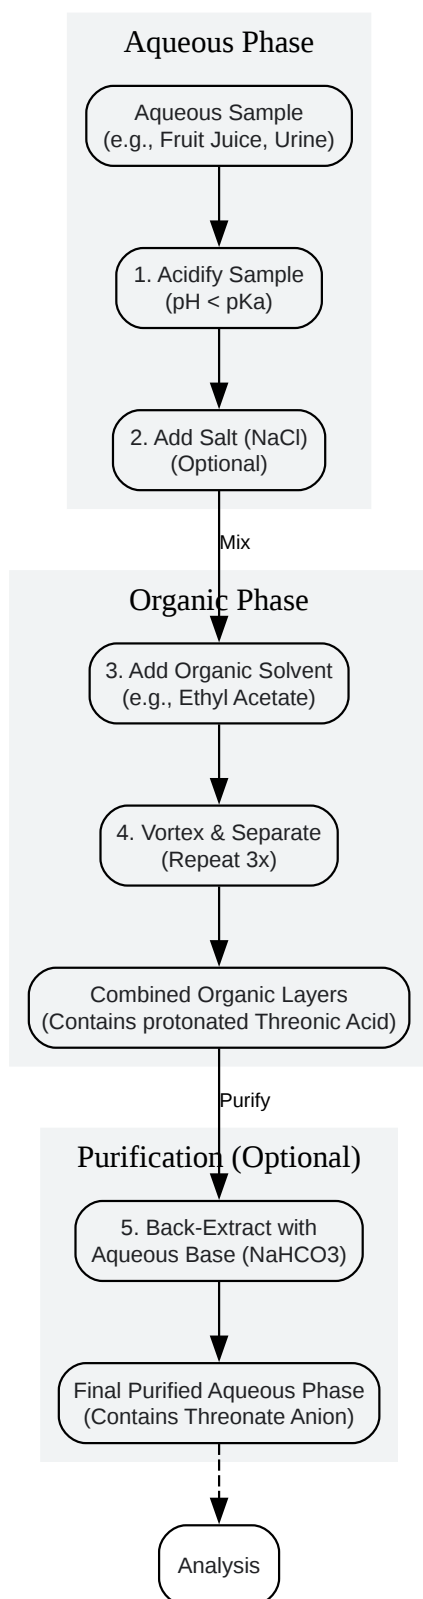 Aqueous Phase
Aqueous Sample
(e.g., Fruit Juice, Urine)
1. Acidify Sample
(pH < pKa)
2. Add Salt (NaCl)
(Optional)
Mix
Organic Phase
3. Add Organic Solvent
(e.g., Ethyl Acetate)
4. Vortex & Separate
(Repeat 3x)
Combined Organic Layers
(Contains protonated Threonic Acid)
Purify
Purification (Optional)
5. Back-Extract with
Aqueous Base (NaHCO3)
Final Purified Aqueous Phase
(Contains Threonate Anion)
Analysis